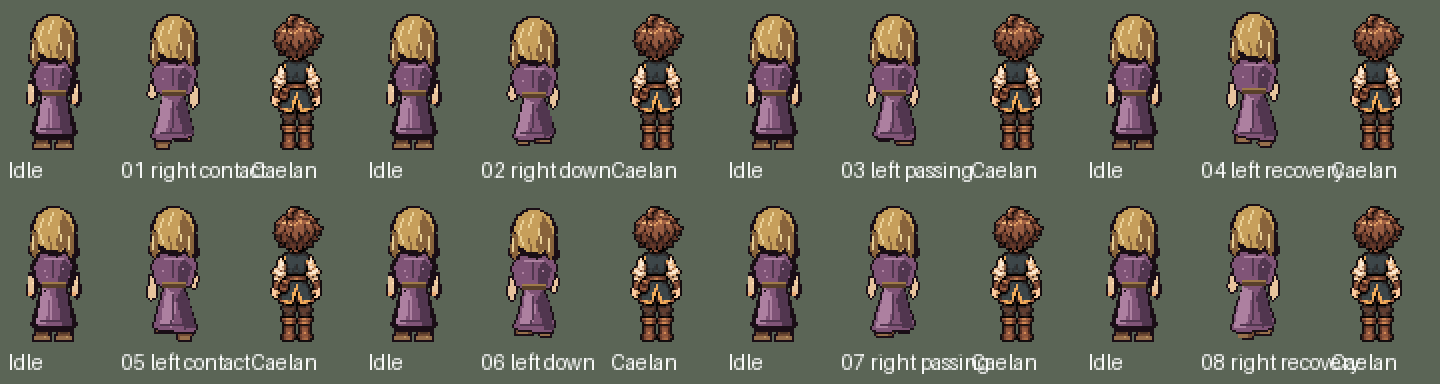 Idle 01 right contact Caelan Idle 02 right down Caelan Idle 03 left passing Caelan Idle 04 left recovery Caelan
Idle 05 left contact Caelan Idle 06 left down Caelan Idle 07 right passing Caelan Idle 08 right recovery Caelan